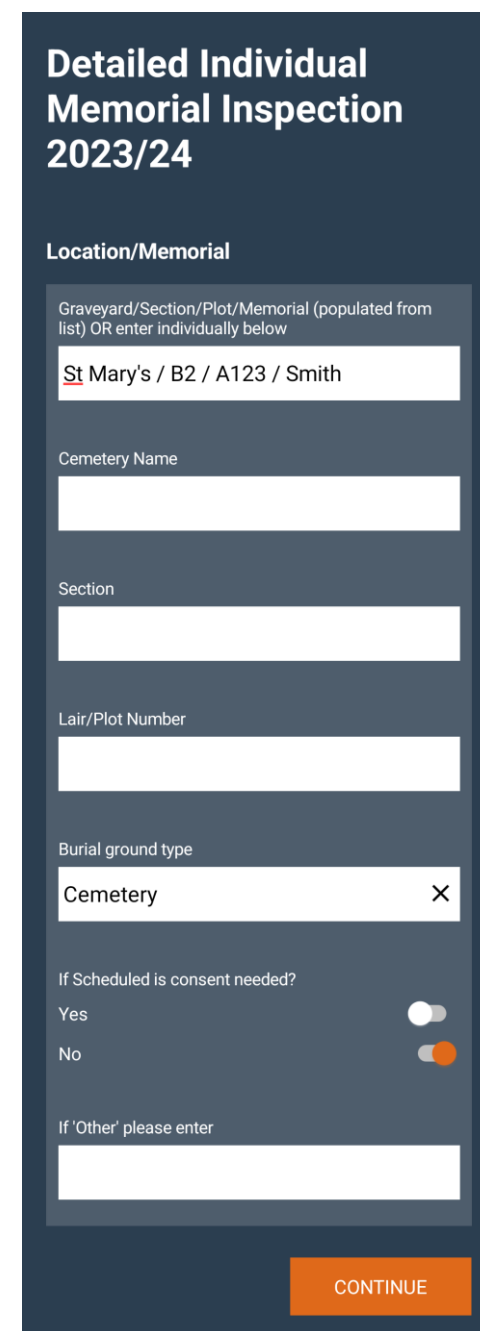 Detailed Individual
Memorial Inspection
2023/24
Location/Memorial
Graveyard/Section/Plot/Memorial (populated from
list) OR enter individually below
St Mary's / B2 / A123 / Smith
Cemetery Name
Section
Lair/Plot Number
Burial ground type
Cemetery
If Scheduled is consent needed?
Yes
No
If 'Other' please enter
CONTINUE